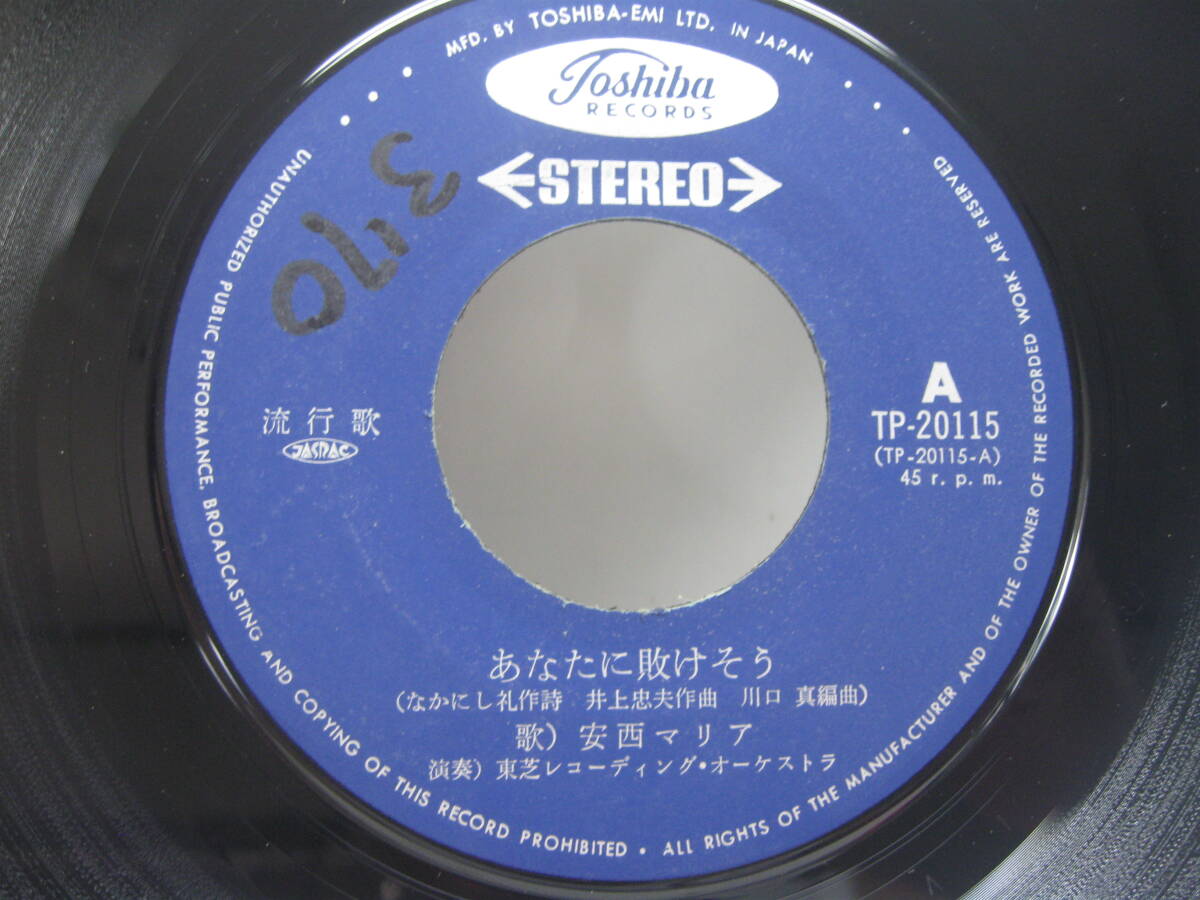 MFD. BY TOSHIBA-EMI LTD. IN JAPAN
Toshiba
RECORDS
STEREO
3170
流行歌
JASRAC
A
TP-20115
(TP-20115-A)
45 r. p. m.
あなたに敗けそう
(なかにし礼作詩 井上忠夫作曲 川口 真編曲)
歌) 安西マリア
演奏) 東芝レコーディング・オーケストラ
UNAUTHORIZED PUBLIC PERFORMANCE, BROADCASTING AND COPYING OF THIS RECORD PROHIBITED • ALL RIGHTS OF THE MANUFACTURER AND OF THE OWNER OF THE RECORDED WORK ARE RESERVED